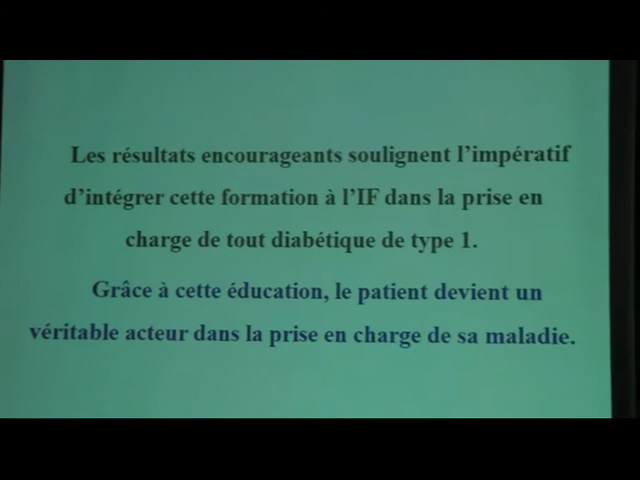 Les résultats encourageants soulignent l’impératif
d’intégrer cette formation à l’IF dans la prise en
charge de tout diabétique de type 1.
Grâce à cette éducation, le patient devient un
véritable acteur dans la prise en charge de sa maladie.